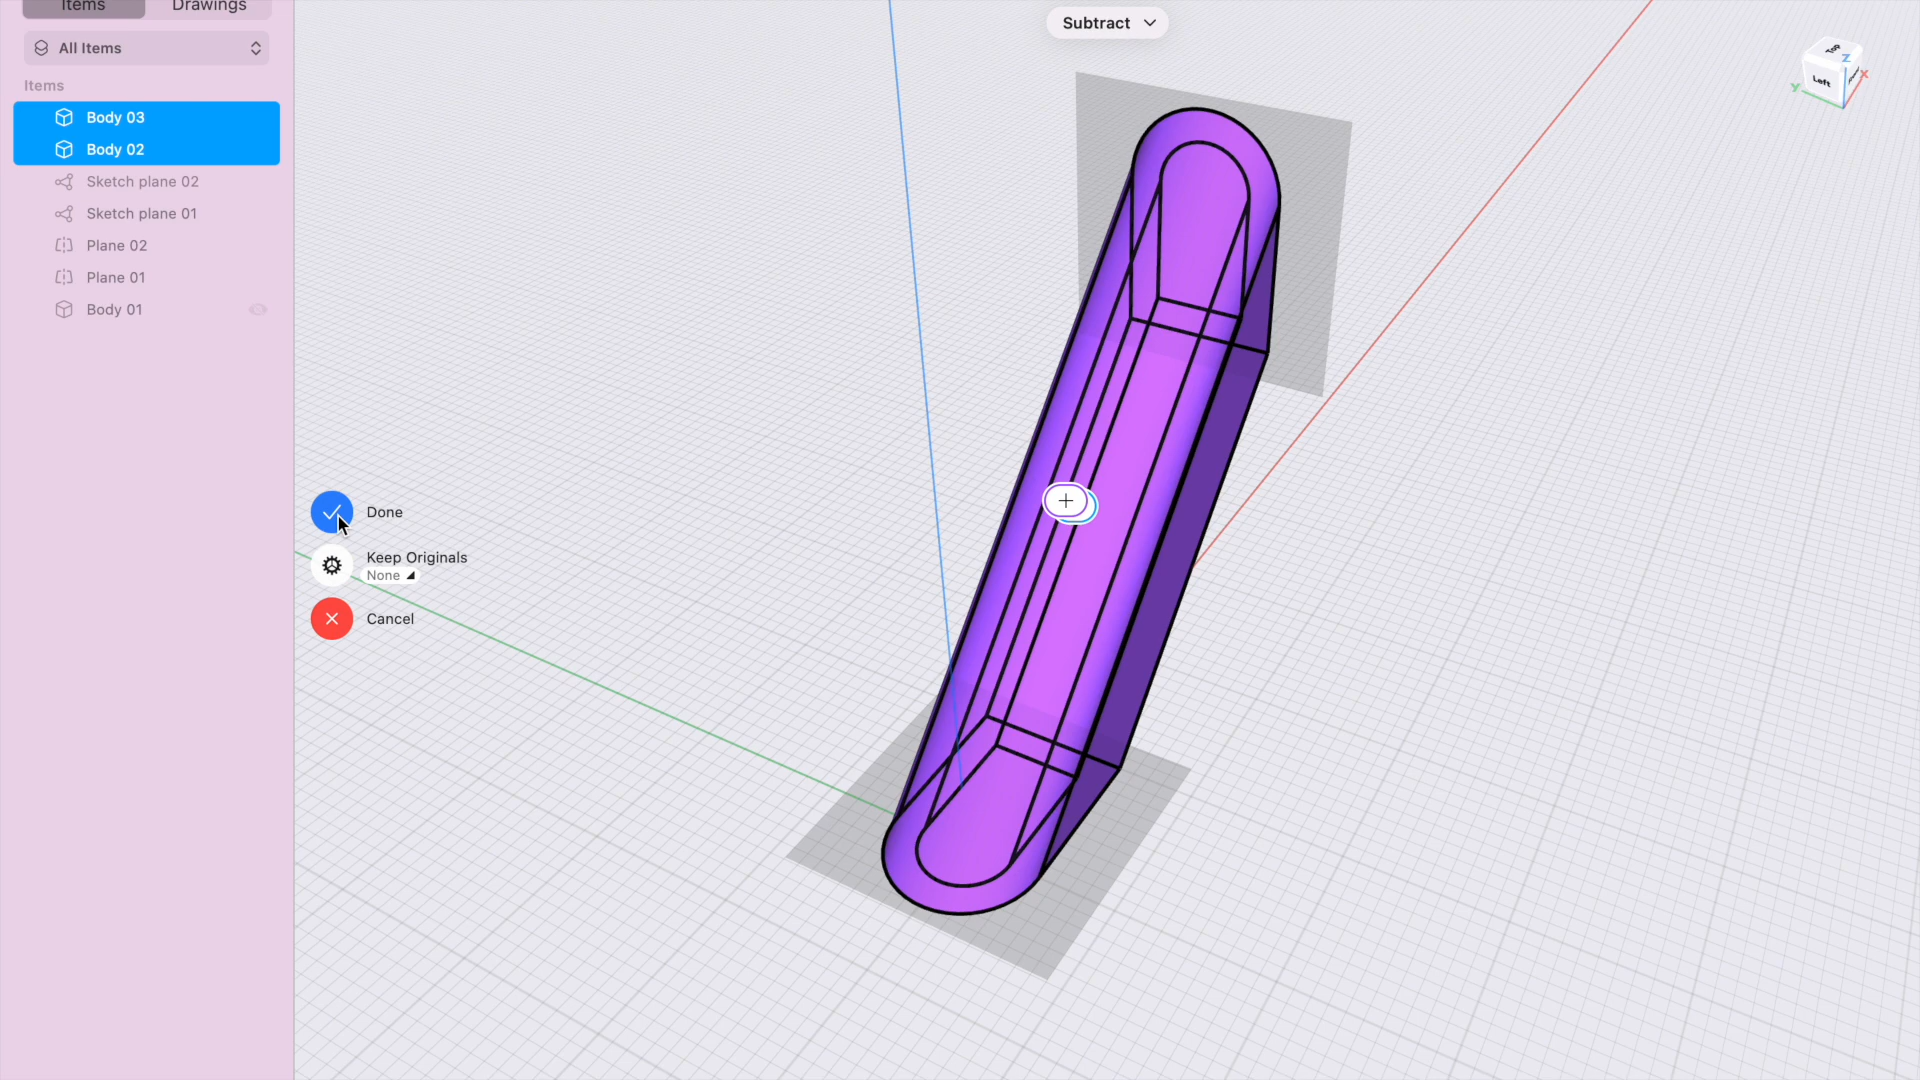 Items
Drawings
Subtract
All Items
Items
Body 03
Body 02
Sketch plane 02
Sketch plane 01
Plane 02
Plane 01
Body 01
Done
Keep Originals
None
Cancel
Top
Z
X
Left
Y